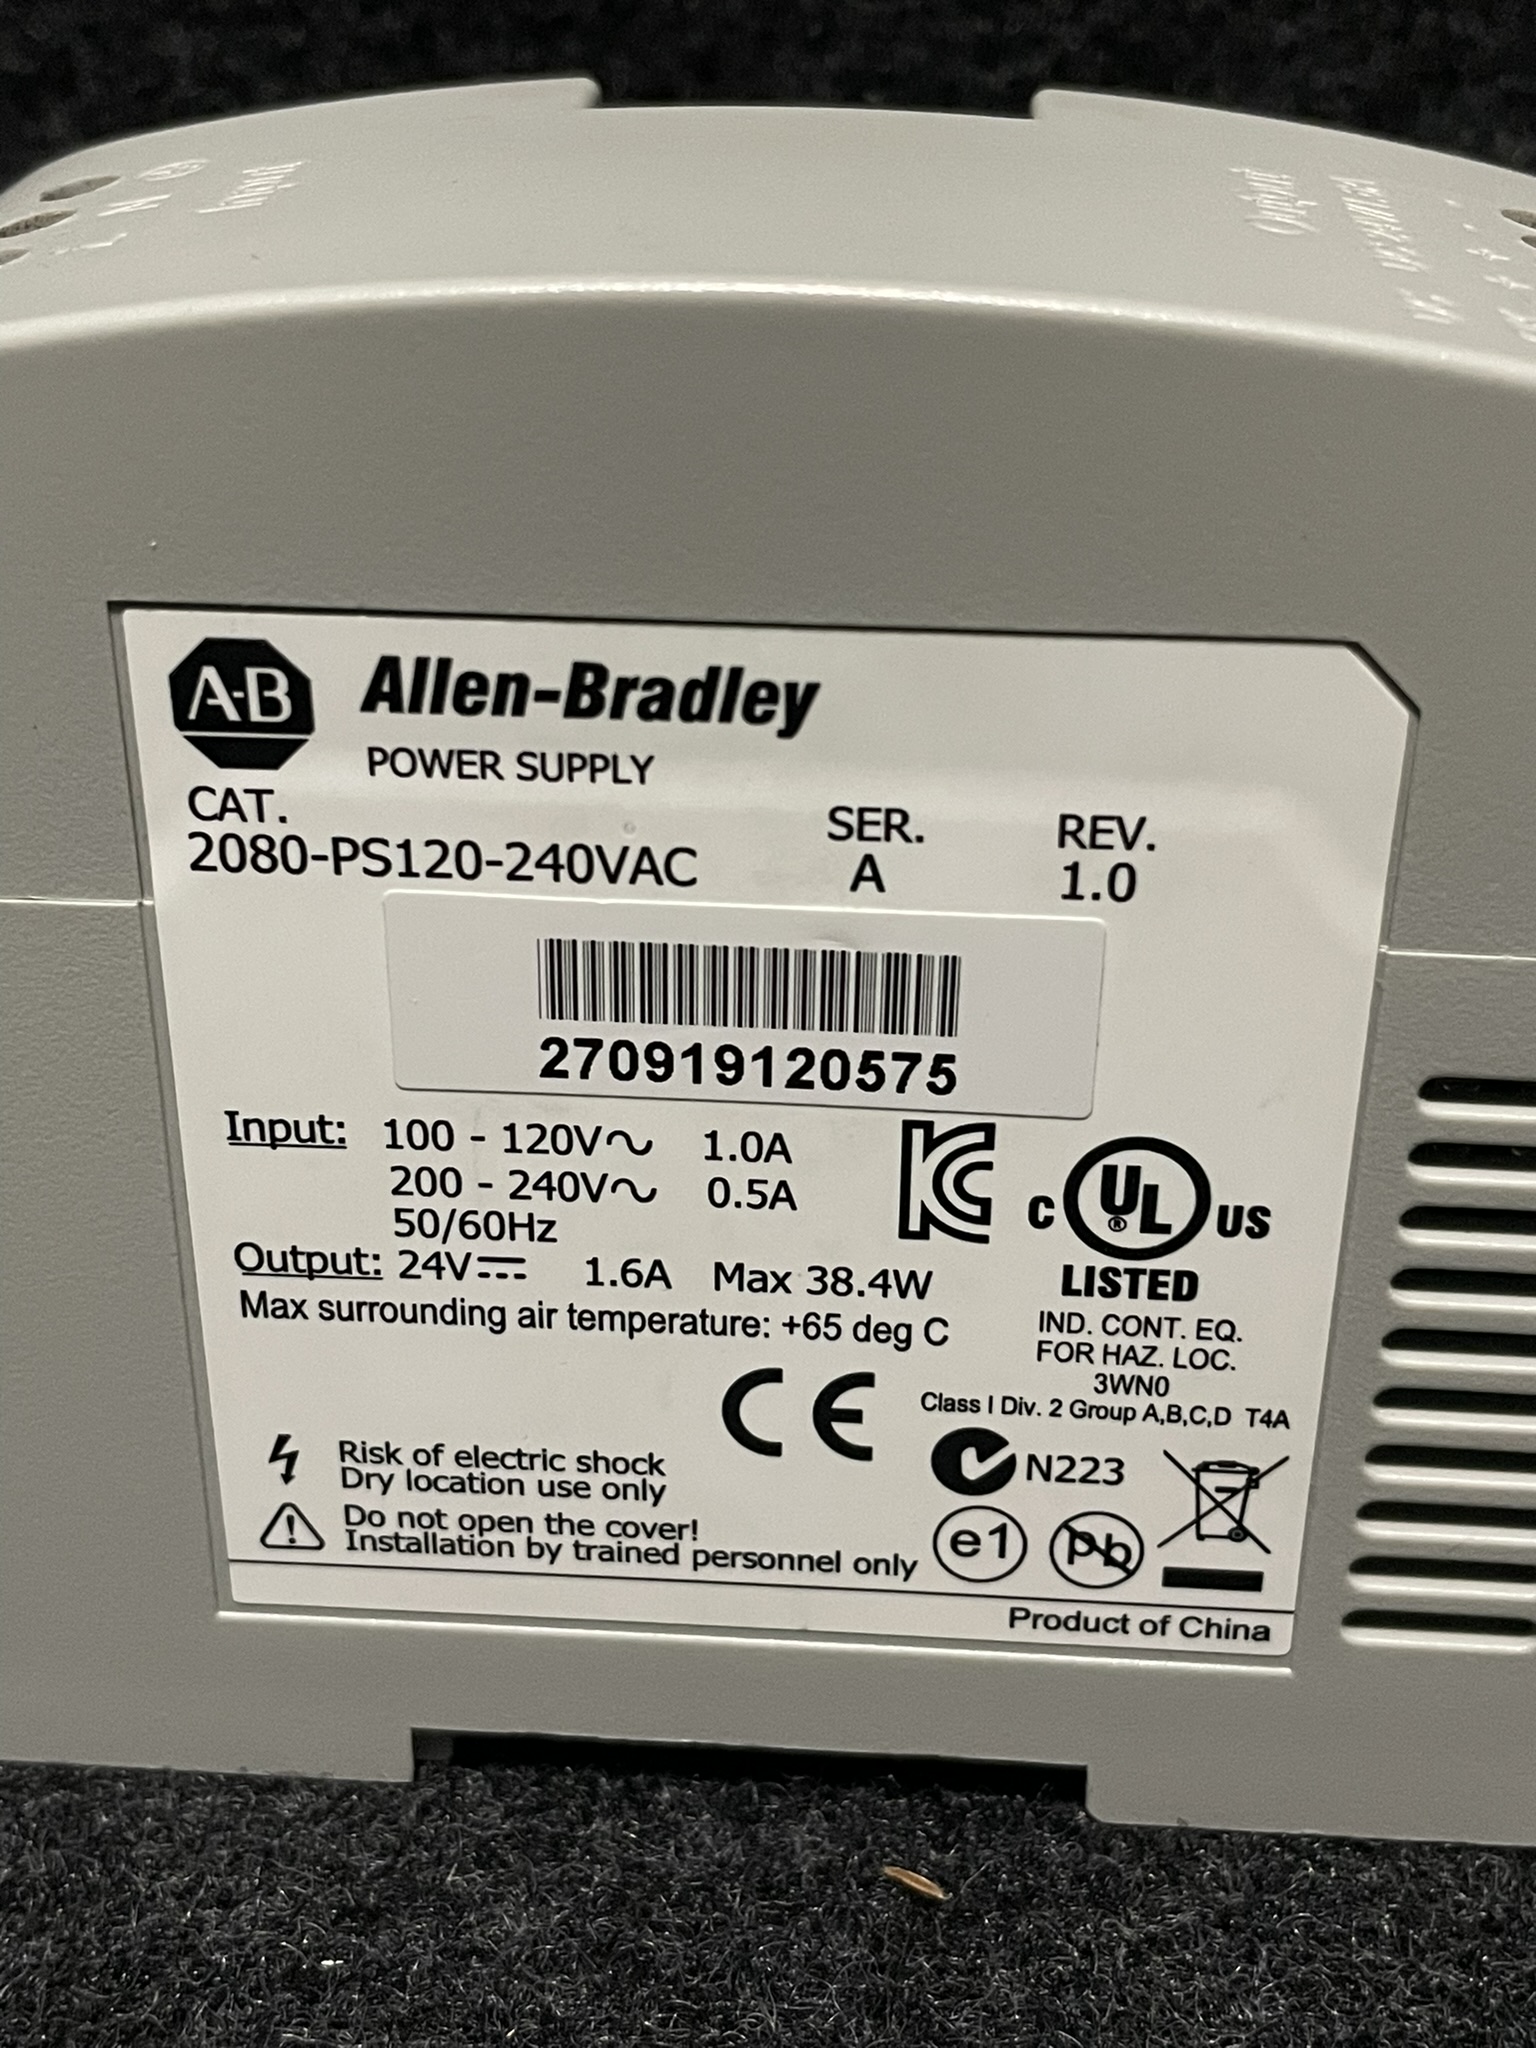 N
L
Input
Output
A-B
Allen-Bradley
POWER SUPPLY
CAT.
2080-PS120-240VAC
SER.
A
REV.
1.0
270919120575
Input: 100 - 120V~ 1.0A
200 - 240V~ 0.5A
50/60Hz
Output: 24V⎓ 1.6A Max 38.4W
Max surrounding air temperature: +65 deg C
KC
C UL® US
LISTED
IND. CONT. EQ.
FOR HAZ. LOC.
3WN0
Class I Div. 2 Group A,B,C,D T4A
CE
N223
Risk of electric shock
Dry location use only
Do not open the cover!
Installation by trained personnel only
e1
Pb
Product of China